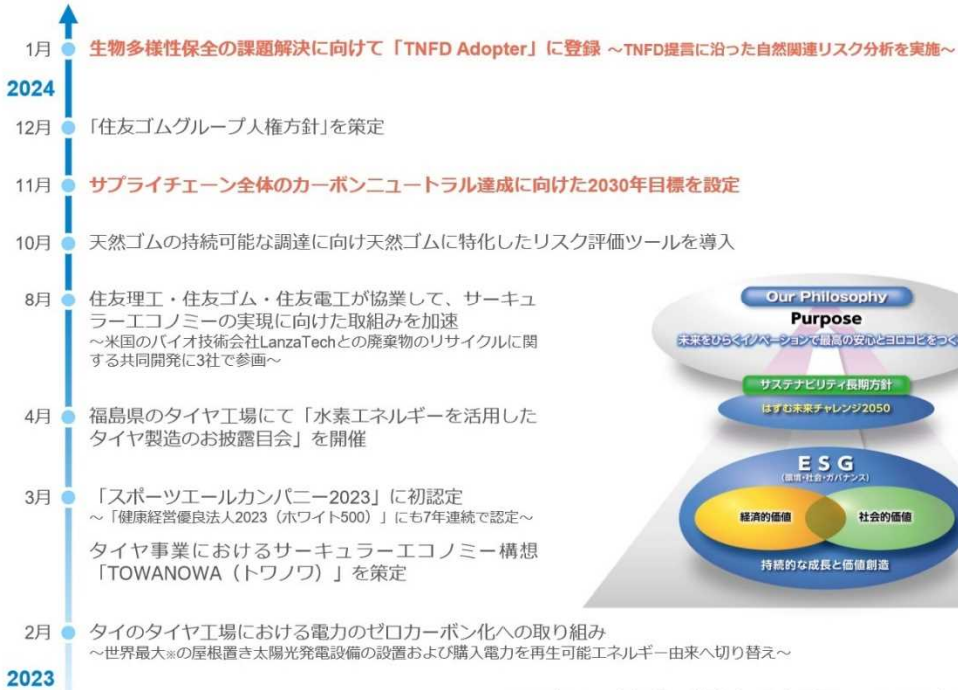 1月
生物多様性保全の課題解決に向けて「TNFD Adopter」に登録 ~TNFD提言に沿った自然関連リスク分析を実施~
2024
12月
「住友ゴムグループ人権方針」を策定
11月
サプライチェーン全体のカーボンニュートラル達成に向けた2030年目標を設定
10月
天然ゴムの持続可能な調達に向け天然ゴムに特化したリスク評価ツールを導入
8月
住友理工・住友ゴム・住友電工が協業して、サーキュ
ラーエコノミーの実現に向けた取組みを加速
~米国のバイオ技術会社LanzaTechとの廃棄物のリサイクルに関
する共同開発に3社で参画~
4月
福島県のタイヤ工場にて「水素エネルギーを活用した
タイヤ製造のお披露目会」を開催
3月
「スポーツエールカンパニー2023」に初認定
~「健康経営優良法人2023（ホワイト500）」にも7年連続で認定~
タイヤ事業におけるサーキュラーエコノミー構想
「TOWANOWA（トワノワ）」を策定
2月
タイのタイヤ工場における電力のゼロカーボン化への取り組み
~世界最大※の屋根置き太陽光発電設備の設置および購入電力を再生可能エネルギー由来へ切り替え~
2023
Our Philosophy
Purpose
未来をひらくイノベーションで最高の安心とヨロコビをつく
サステナビリティ長期方針
はずむ未来チャレンジ2050
ESG
（環境・社会・ガバナンス）
経済的価値
社会的価値
持続的な成長と価値創造